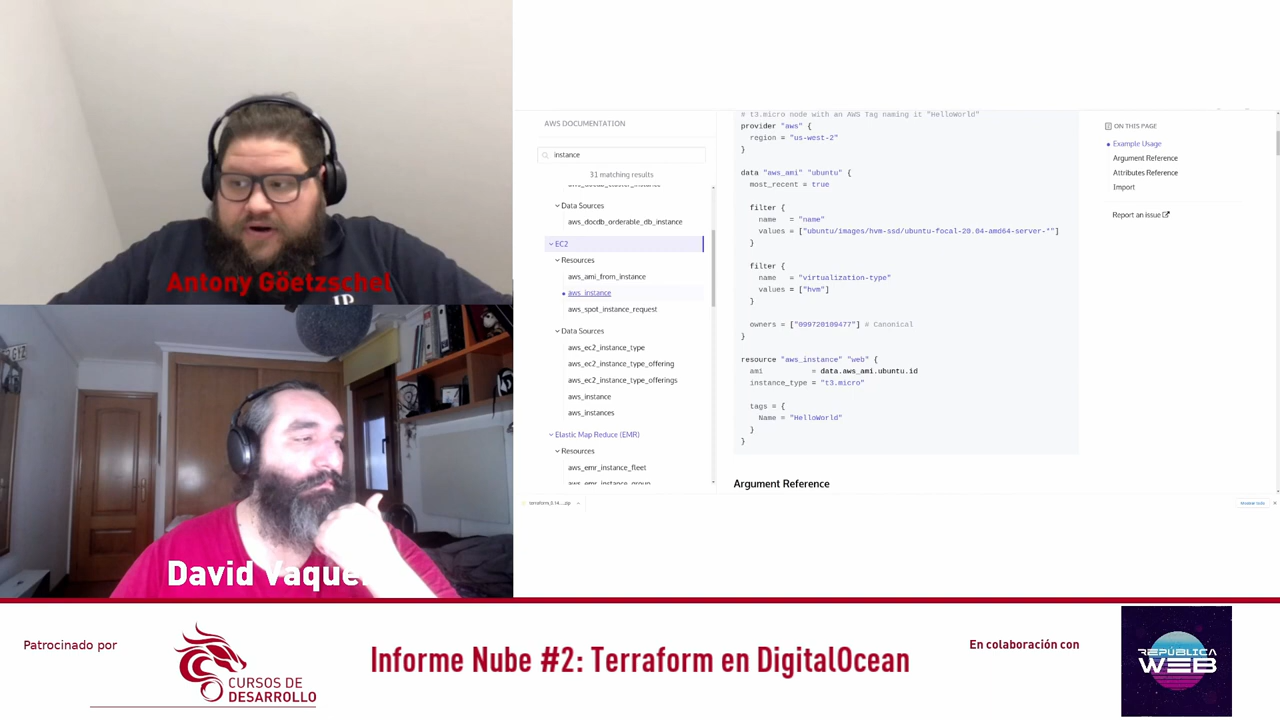 Antony Göetzschel
David Vaque
AWS DOCUMENTATION
instance
31 matching results
Data Sources
aws_docdb_orderable_db_instance
EC2
Resources
aws_ami_from_instance
aws_instance
aws_spot_instance_request
Data Sources
aws_ec2_instance_type
aws_ec2_instance_type_offering
aws_ec2_instance_type_offerings
aws_instance
aws_instances
Elastic Map Reduce (EMR)
Resources
aws_emr_instance_fleet
aws_emr_instance_group
# t3.micro node with an AWS Tag naming it "HelloWorld"
provider "aws" {
region = "us-west-2"
}
data "aws_ami" "ubuntu" {
most_recent = true
filter {
name = "name"
values = ["ubuntu/images/hvm-ssd/ubuntu-focal-20.04-amd64-server-*"]
}
filter {
name = "virtualization-type"
values = ["hvm"]
}
owners = ["099720109477"] # Canonical
}
resource "aws_instance" "web" {
ami = data.aws_ami.ubuntu.id
instance_type = "t3.micro"
tags = {
Name = "HelloWorld"
}
}
Argument Reference
ON THIS PAGE
Example Usage
Argument Reference
Attributes Reference
Import
Report an issue
terraform_0.14....zip
Patrocinado por
CURSOS DE
DESARROLLO
Informe Nube #2: Terraform en DigitalOcean
En colaboración con
REPÚBLICA
WEB